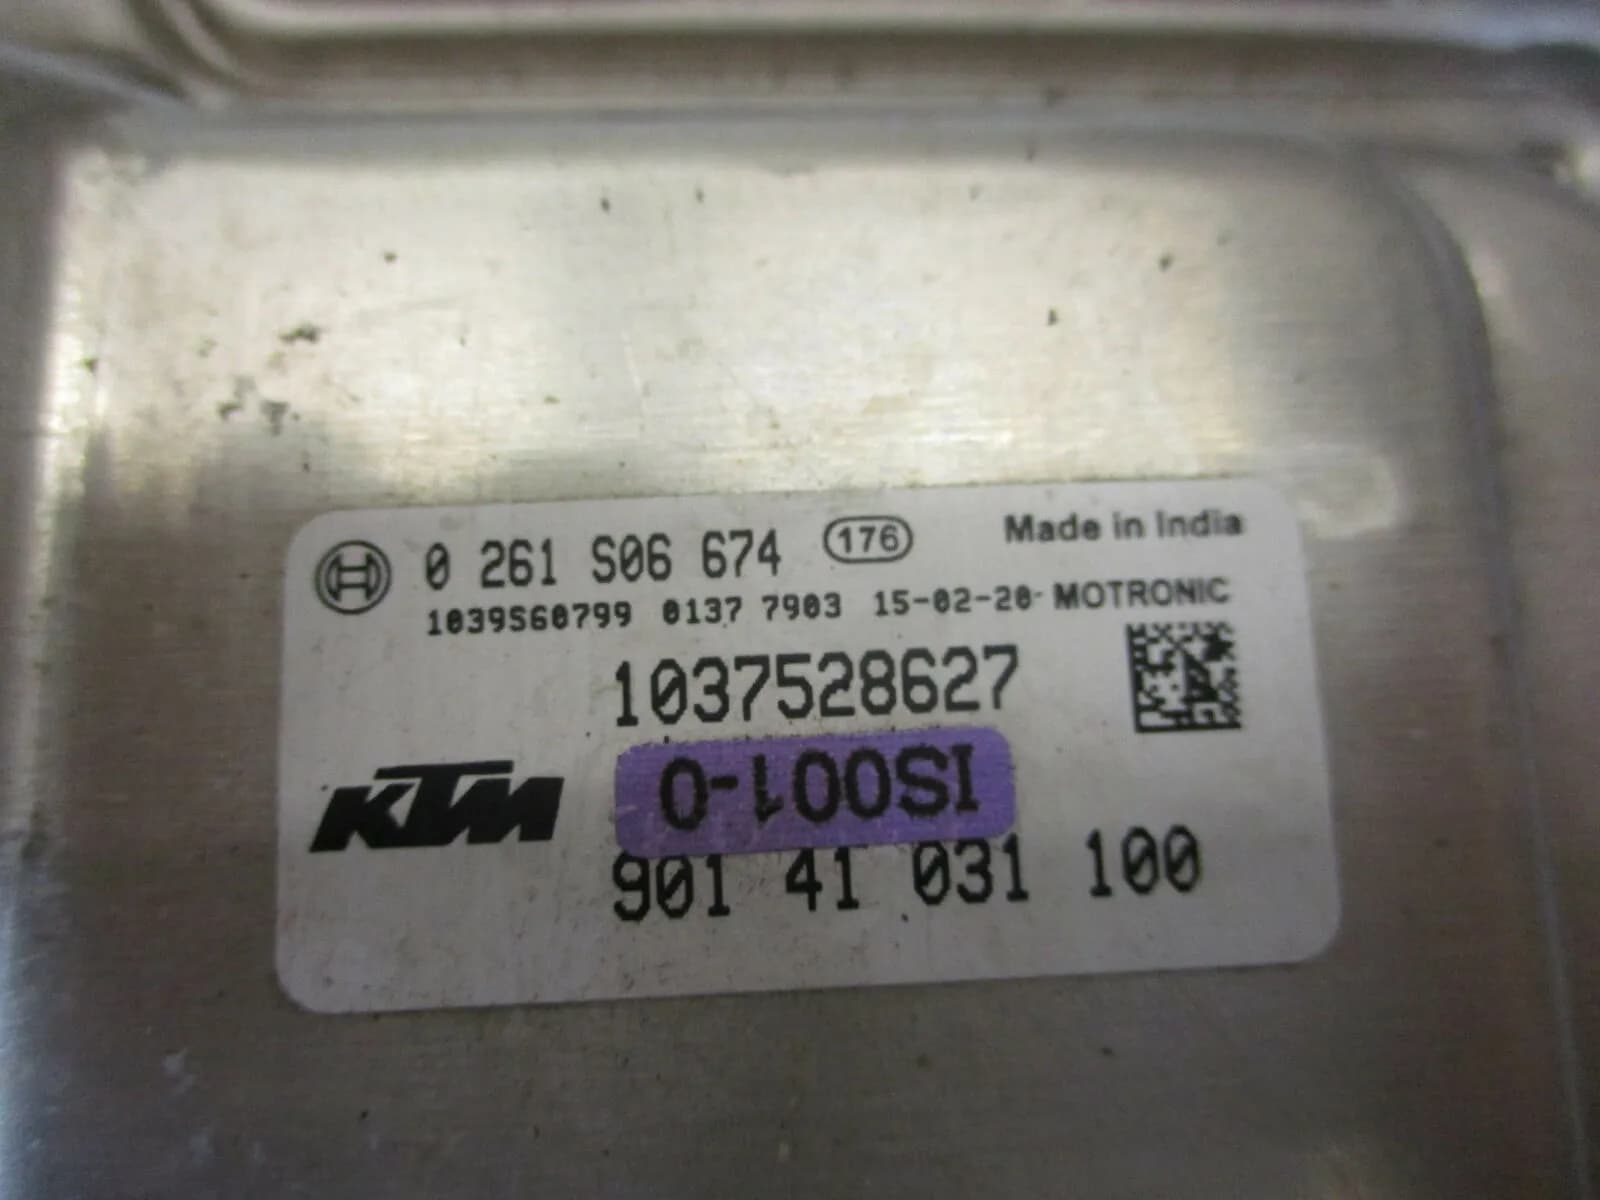 0 261 S06 674 176 Made in India
1039S60799 0137 7903 15-02-20- MOTRONIC
1037528627
KTM
IS001-0
901 41 031 100